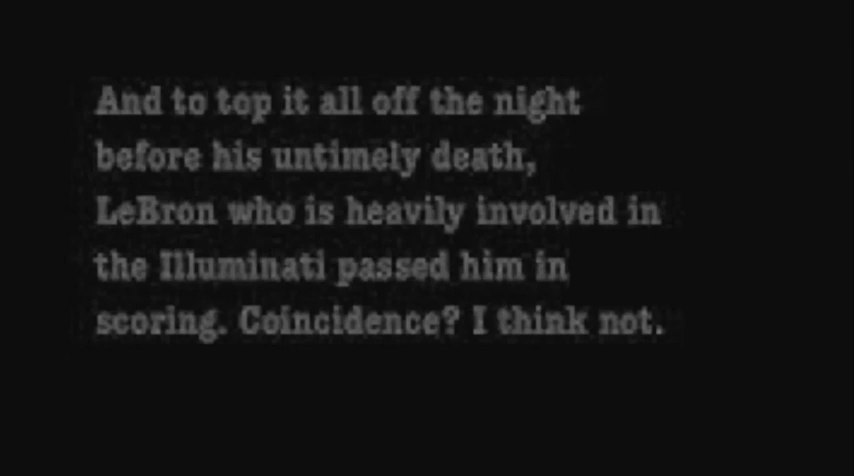 And to top it all off the night
before his untimely death,
LeBron who is heavily involved in
the Illuminati passed him in
scoring. Coincidence? I think not.